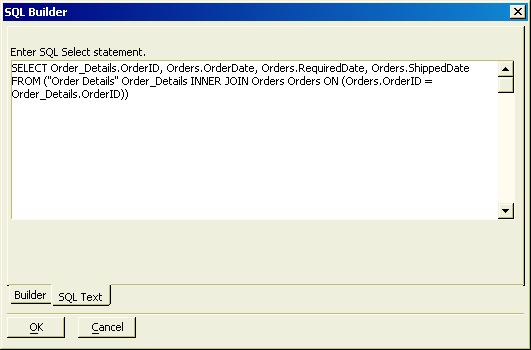 SQL Builder
Enter SQL Select statement.
SELECT Order_Details.OrderID, Orders.OrderDate, Orders.RequiredDate, Orders.ShippedDate
FROM ("Order Details" Order_Details INNER JOIN Orders Orders ON (Orders.OrderID =
Order_Details.OrderID))
Builder
SQL Text
OK
Cancel